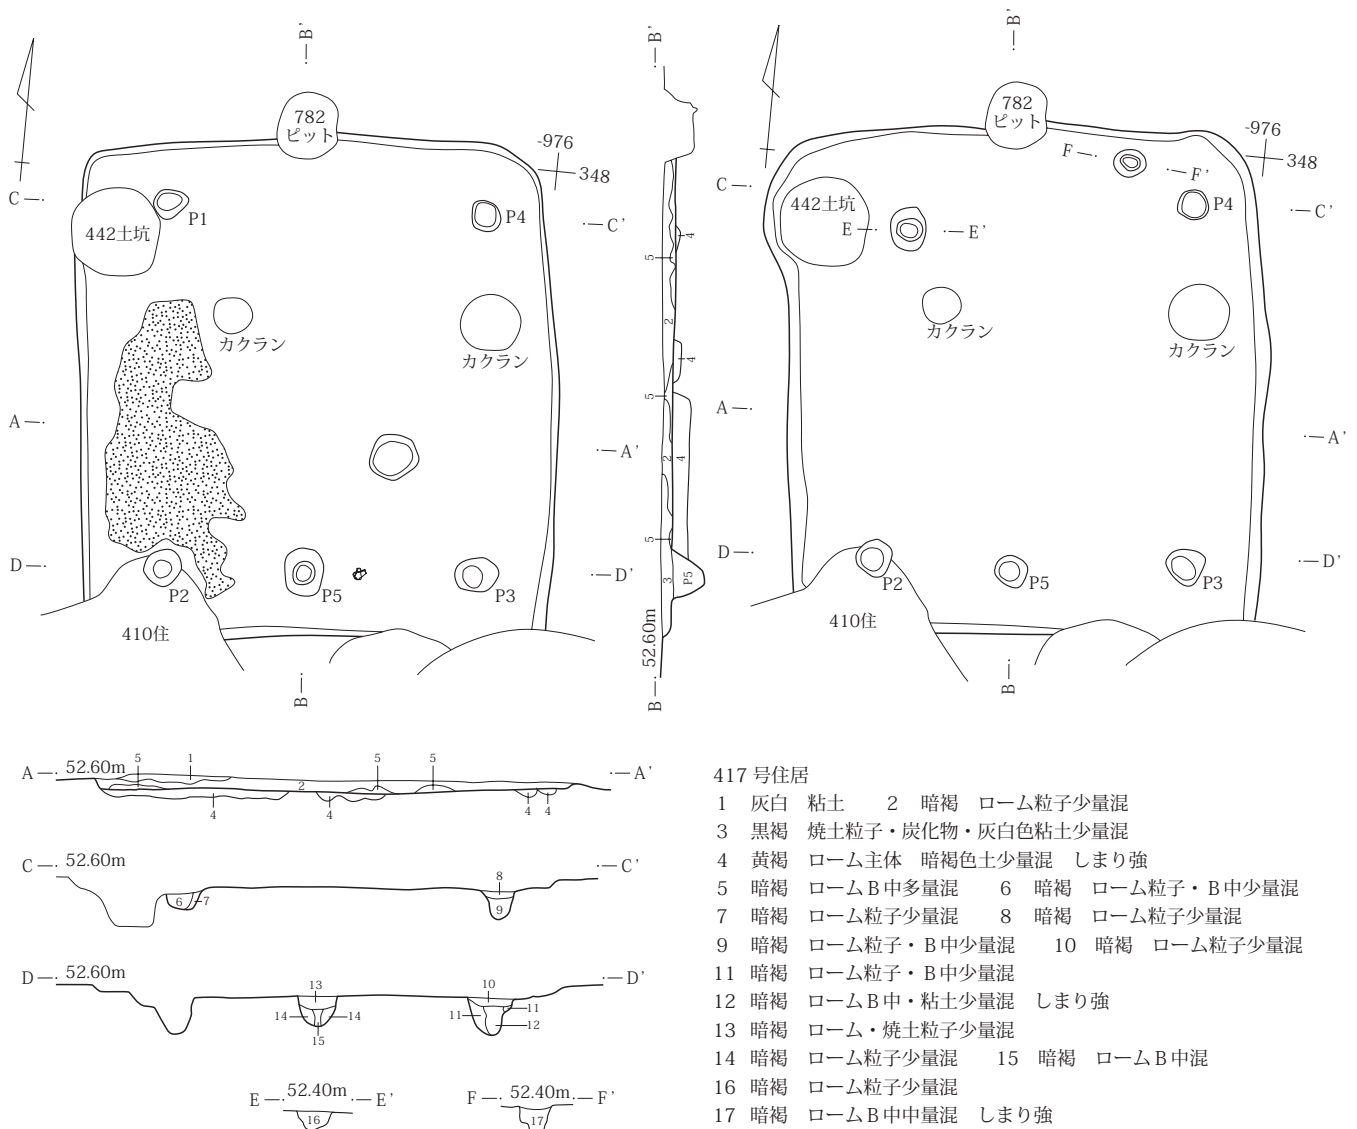 B'
782
ピット
-976
348
C
C'
P1
P4
442土坑
カクラン
カクラン
A
A'
D
D'
P2
P5
P3
410住
B
B'
4
5
2
4
5
2
4
5
3
P5
52.60m
B
B'
782
ピット
-976
348
F
F'
C
C'
442土坑
P4
E
E'
カクラン
カクラン
A
A'
D
D'
P2
P5
P3
410住
B
A 52.60m A'
5 1 5 5
2
4 4 4 4
C 52.60m C'
8
6 7 9
D 52.60m D'
13 10
14 14 11 11
12
15
E 52.40m E'
16
F 52.40m F'
17
417号住居
1 灰白 粘土 2 暗褐 ローム粒子少量混
3 黒褐 焼土粒子・炭化物・灰白色粘土少量混
4 黄褐 ローム主体 暗褐色土少量混 しまり強
5 暗褐 ロームB中多量混 6 暗褐 ローム粒子・B中少量混
7 暗褐 ローム粒子少量混 8 暗褐 ローム粒子少量混
9 暗褐 ローム粒子・B中少量混 10 暗褐 ローム粒子少量混
11 暗褐 ローム粒子・B中少量混
12 暗褐 ロームB中・粘土少量混 しまり強
13 暗褐 ローム・焼土粒子少量混
14 暗褐 ローム粒子少量混 15 暗褐 ロームB中混
16 暗褐 ローム粒子少量混
17 暗褐 ロームB中中量混 しまり強